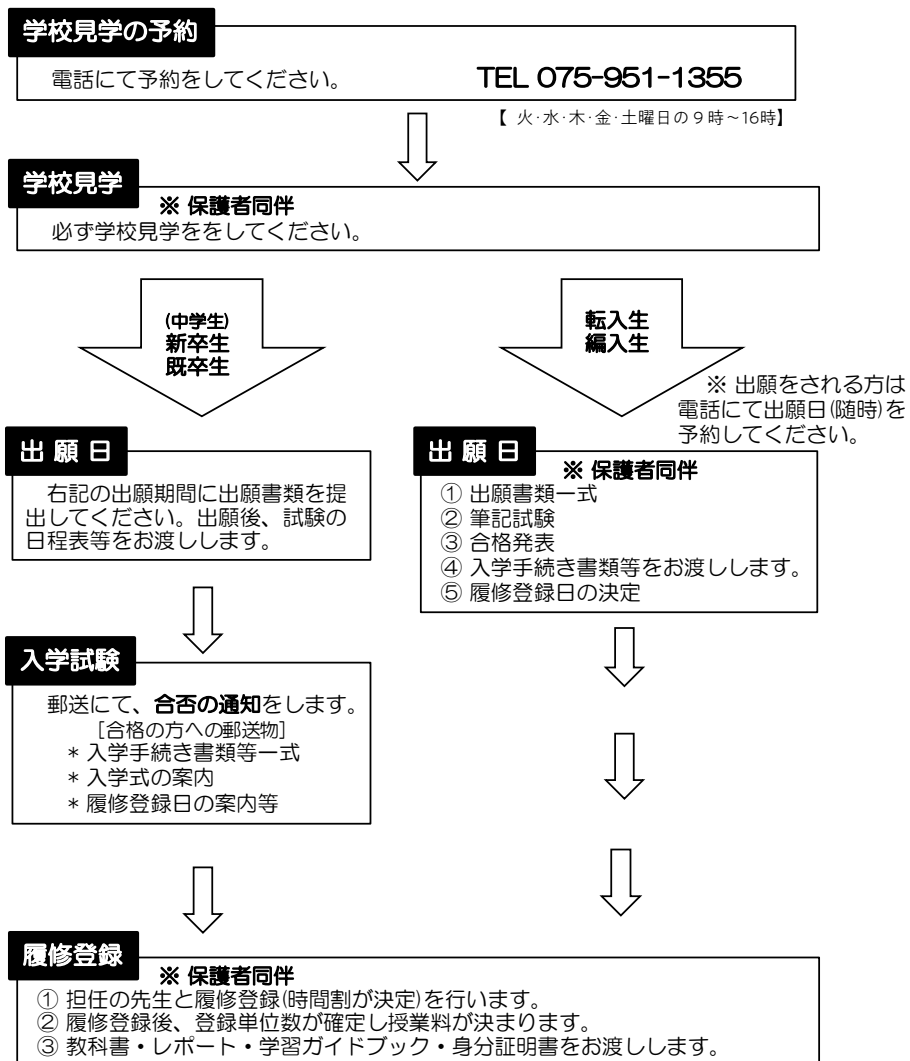 学校見学の予約
電話にて予約をしてください。 TEL 075-951-1355
【 火·水·木·金·土曜日の9時~16時】
学校見学
※ 保護者同伴
必ず学校見学ををしてください。
(中学生)
新卒生
既卒生
転入生
編入生
※ 出願をされる方は
電話にて出願日(随時)を
予約してください。
出 願 日
右記の出願期間に出願書類を提
出してください。出願後、試験の
日程表等をお渡しします。
出 願 日
※ 保護者同伴
① 出願書類一式
② 筆記試験
③ 合格発表
④ 入学手続き書類等をお渡しします。
⑤ 履修登録日の決定
入学試験
郵送にて、合否の通知をします。
[合格の方への郵送物]
* 入学手続き書類等一式
* 入学式の案内
* 履修登録日の案内等
履修登録
※ 保護者同伴
① 担任の先生と履修登録(時間割が決定)を行います。
② 履修登録後、登録単位数が確定し授業料が決まります。
③ 教科書・レポート・学習ガイドブック・身分証明書をお渡しします。